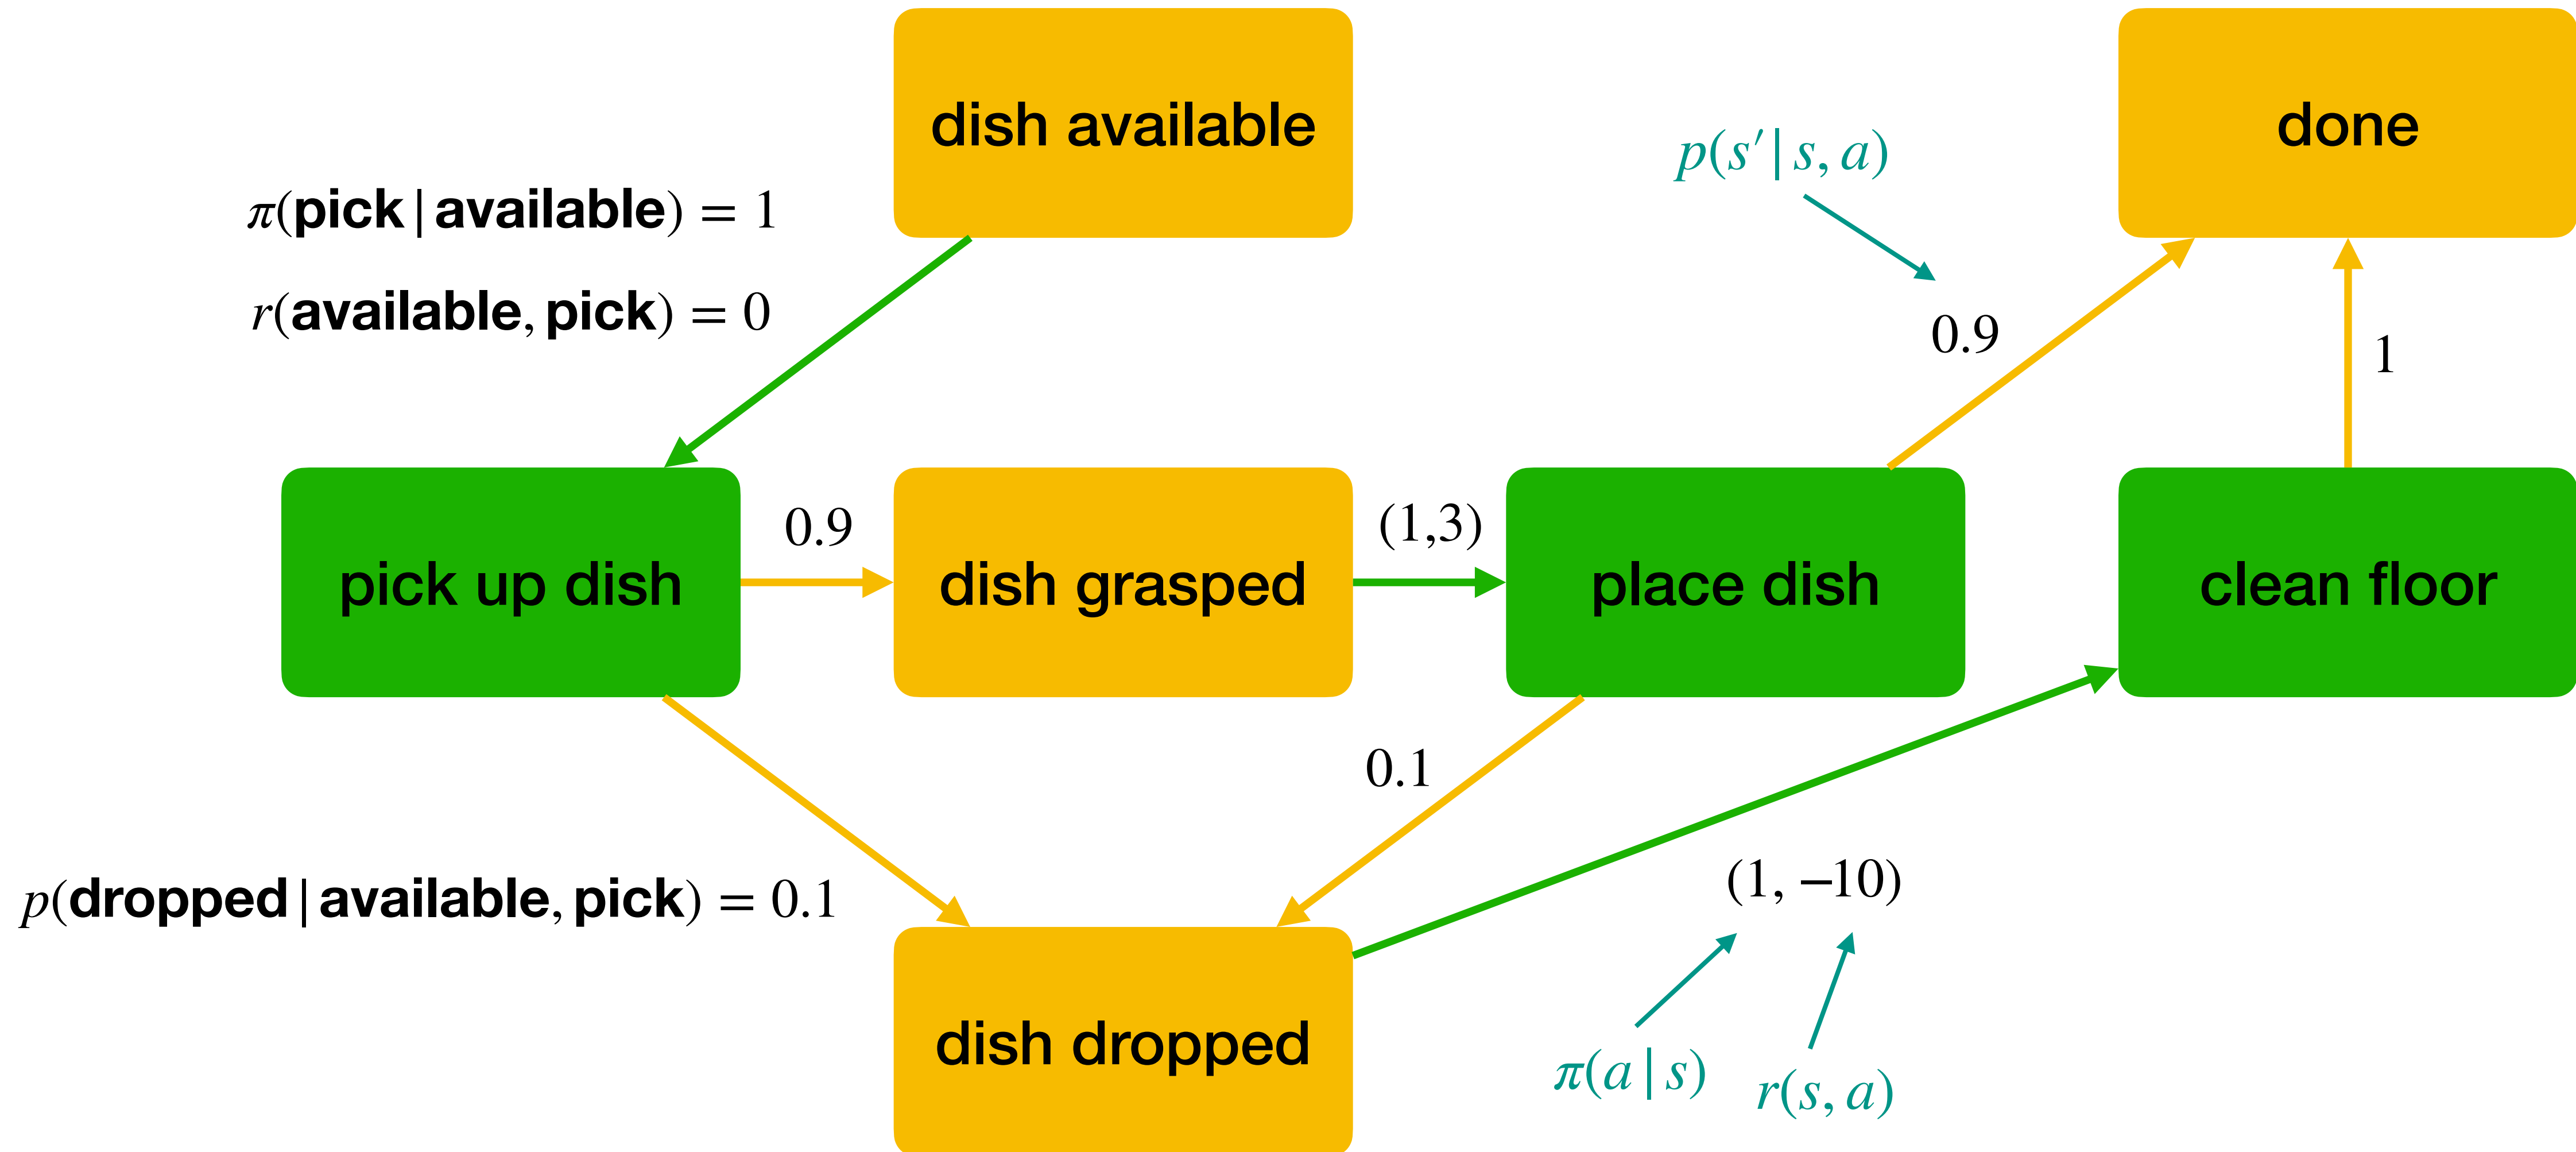 dish available
done
p(s′ | s, a)
π(pick | available) = 1
r(available, pick) = 0
0.9
1
pick up dish
0.9
dish grasped
(1,3)
place dish
clean floor
0.1
p(dropped | available, pick) = 0.1
(1, –10)
dish dropped
π(a | s)
r(s, a)